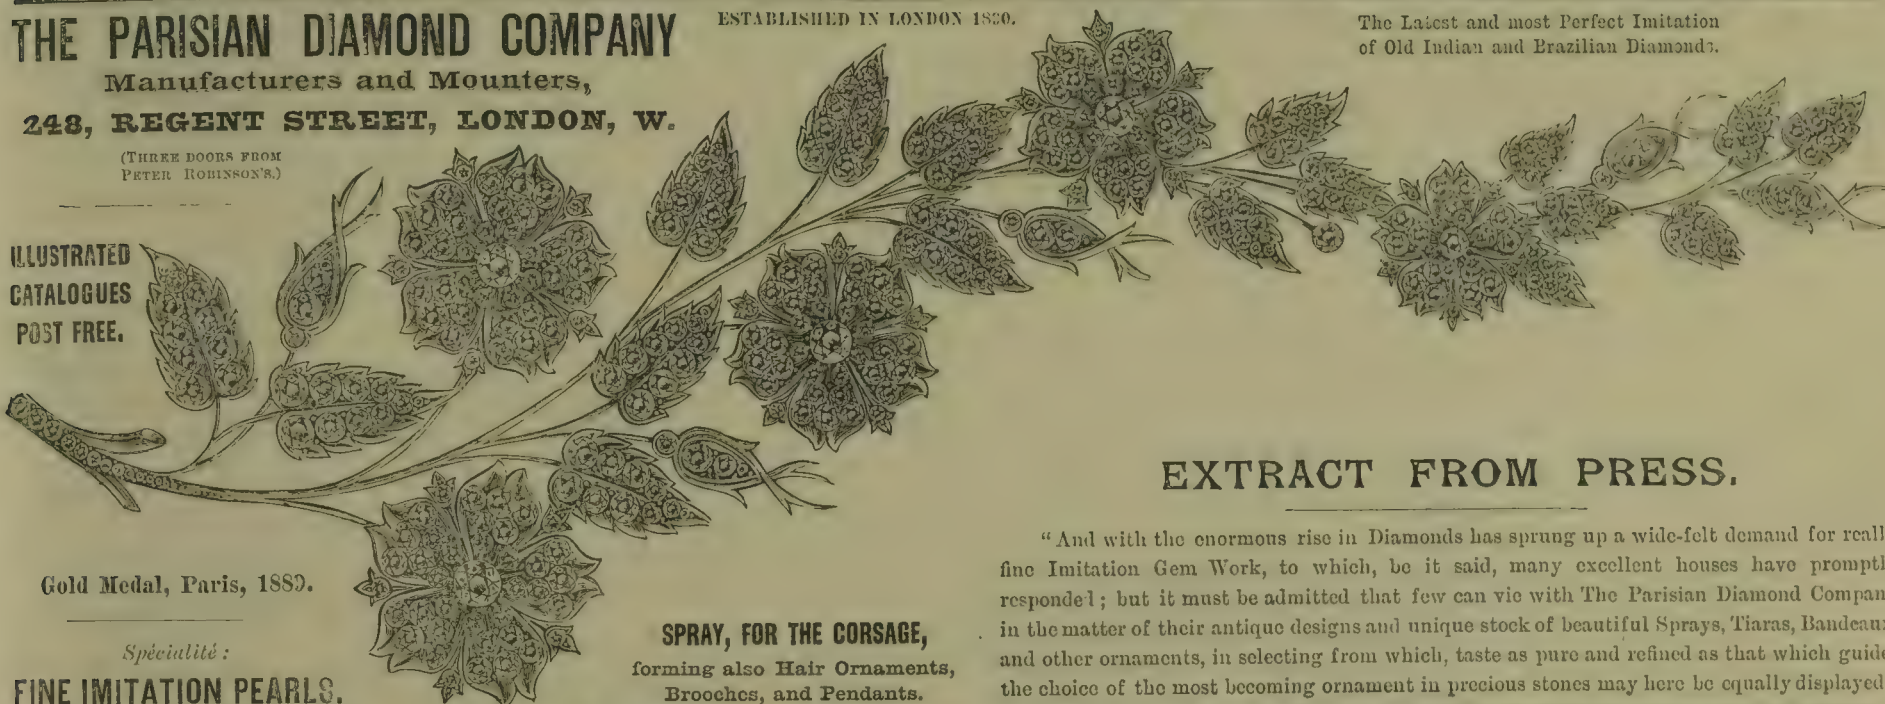 THE PARISIAN DIAMOND COMPANY
Manufacturers and Mounters,
248, REGENT STREET, LONDON, W.
(THREE DOORS FROM
PETER ROBINSON'S.)
ESTABLISHED IN LONDON
The Latest and most Perfect Imitation
of Old Indian and Brazilian Diamonds.
ILLUSTRATED
CATALOGUES
POST FREE.
Gold Medal, Paris, 1889.
Spécialité:
FINE IMITATION PEARLS.
SPRAY, FOR THE CORSAGE,
forming also Hair Ornaments,
Brooches, and Pendants.
EXTRACT FROM PRESS.
"And with the enormous rise in Diamonds has sprung up a wide-felt demand for reall
fine Imitation Gem Work, to which, be it said, many excellent houses have promptl
responded; but it must be admitted that few can vie with The Parisian Diamond Compan
in the matter of their antique designs and unique stock of beautiful Sprays, Tiaras, Bandeau
and other ornaments, in selecting from which, taste as pure and refined as that which guide
the choice of the most becoming ornament in precious stones may here be equally displayed